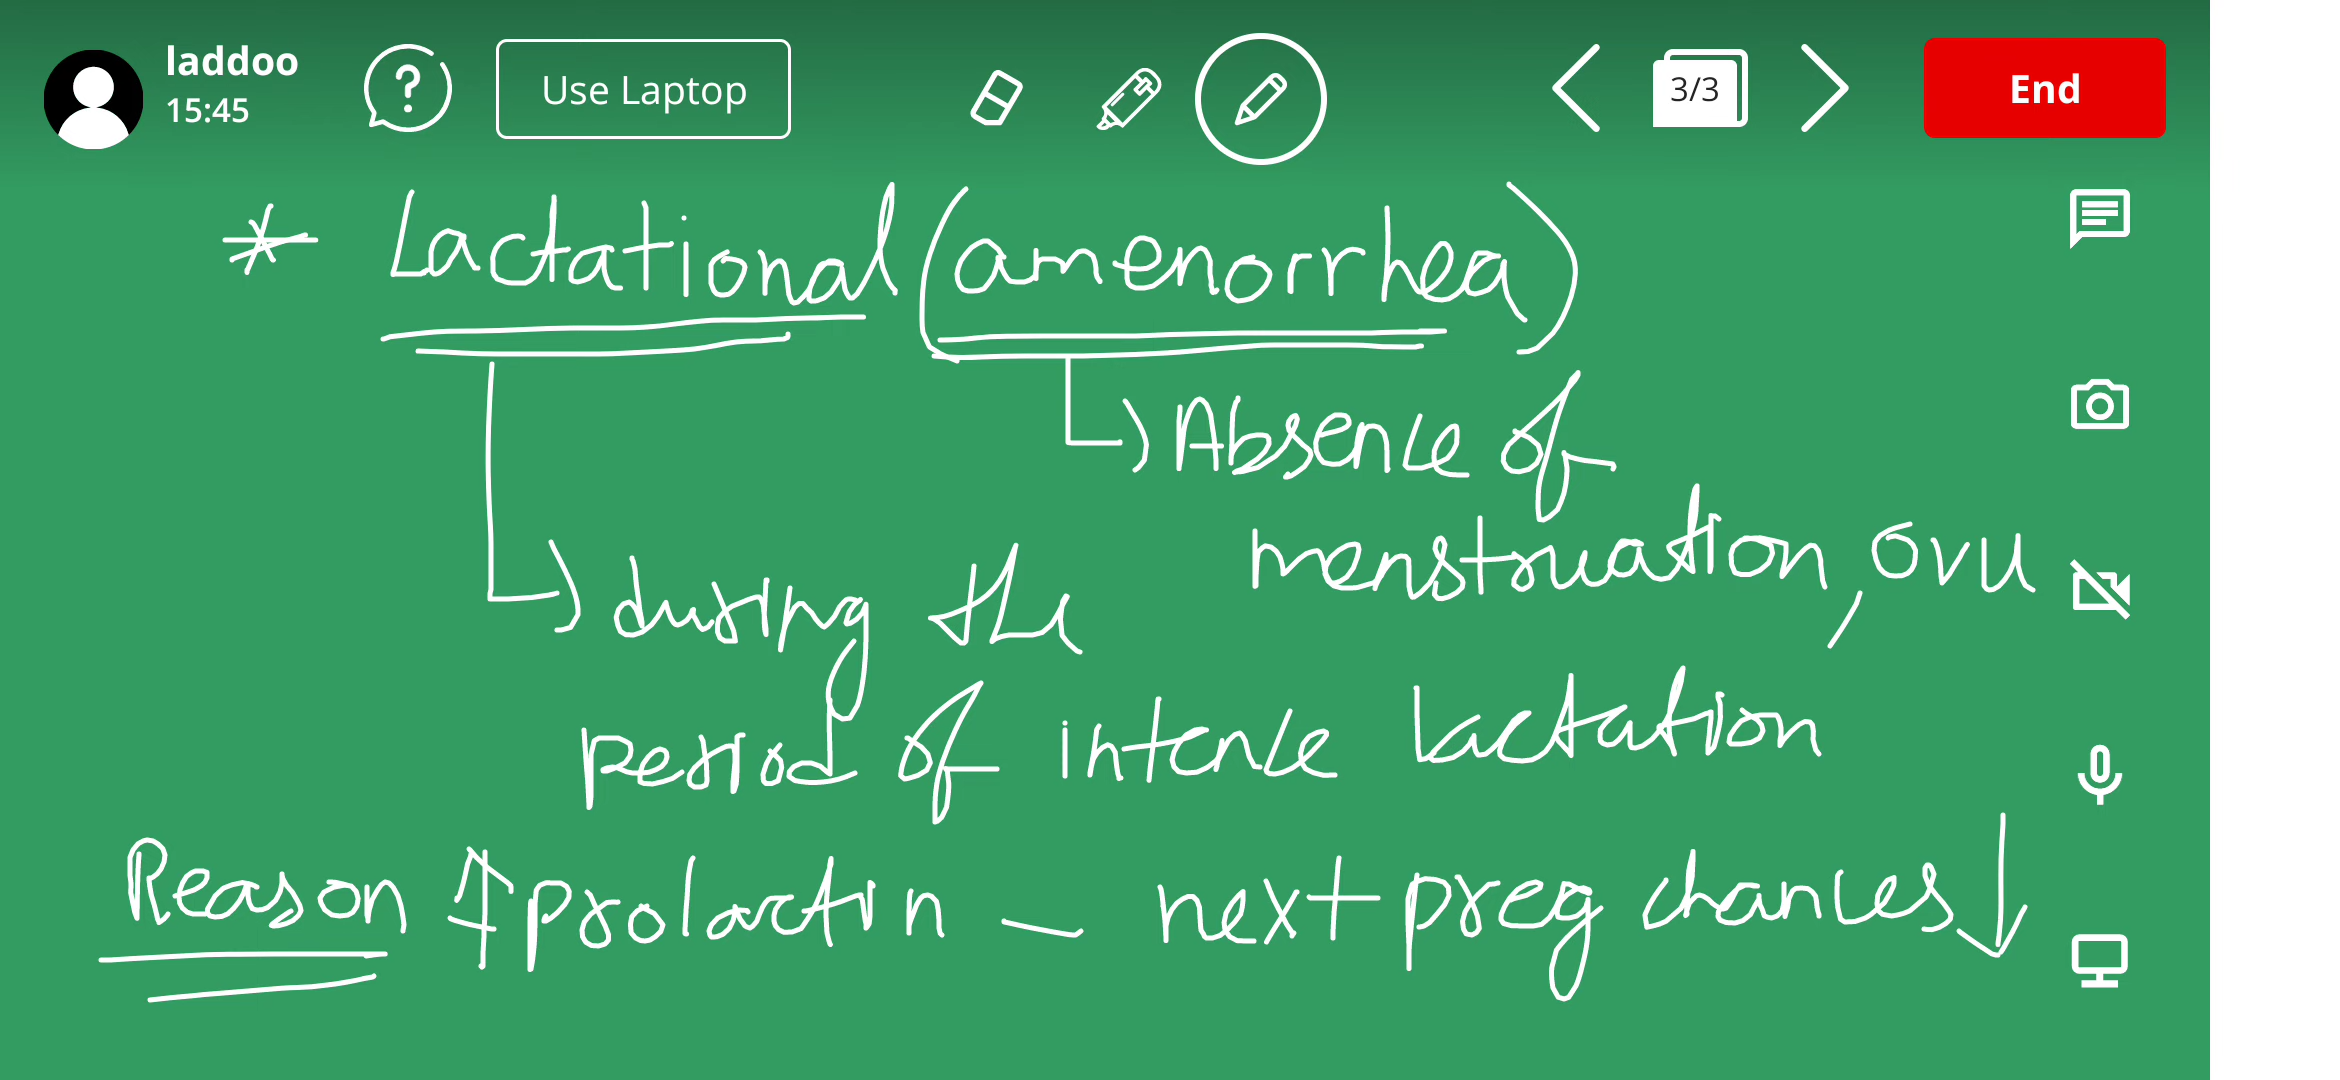 laddoo
15:45
?
Use Laptop
3/3
End
* Lactational (amenorrhea)
Absence of
menstruation, ovu
during the
period of intense lactation
Reason ↑prolactin — next preg chances↓